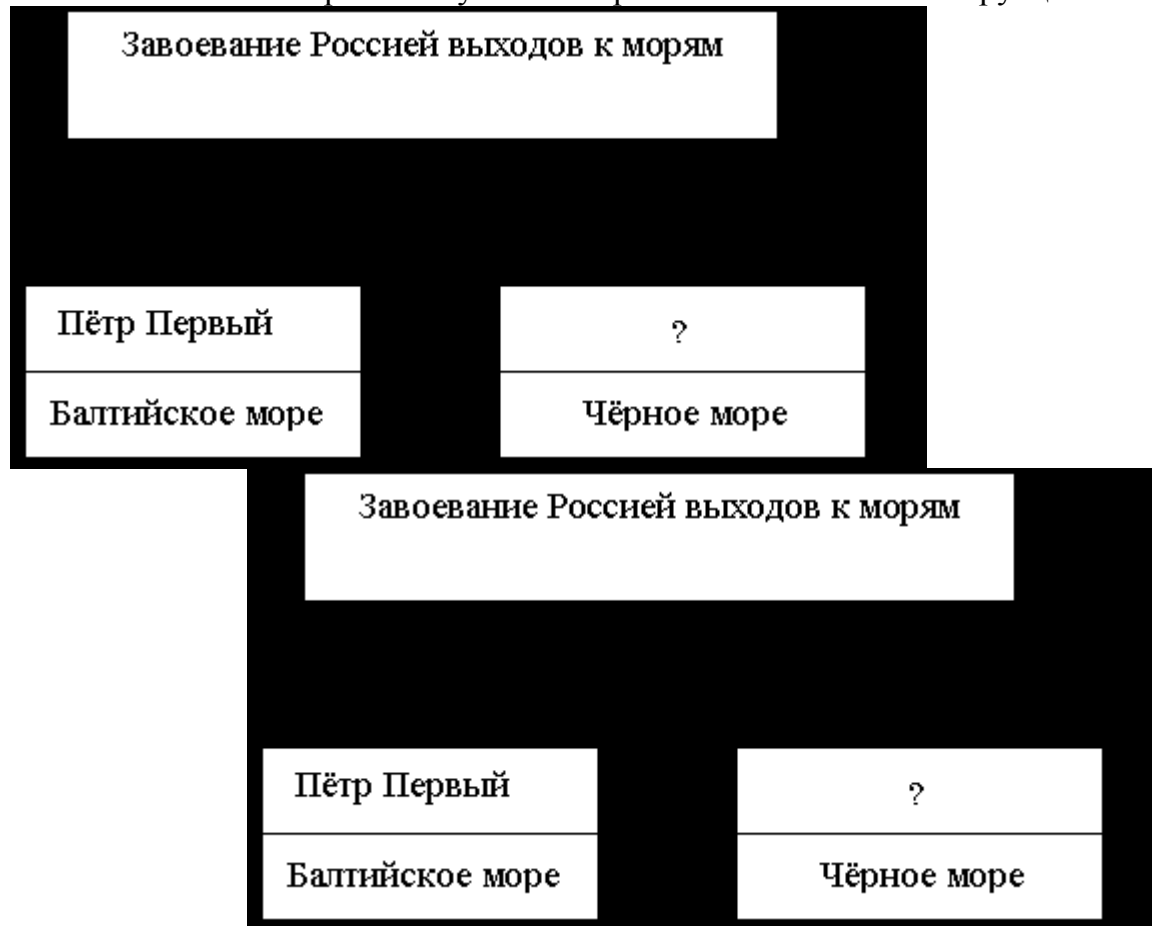 Завоевание Россией выходов к морям
Пётр Первый
?
Балтийское море
Чёрное море
Завоевание Россией выходов к морям
Пётр Первый
?
Балтийское море
Чёрное море